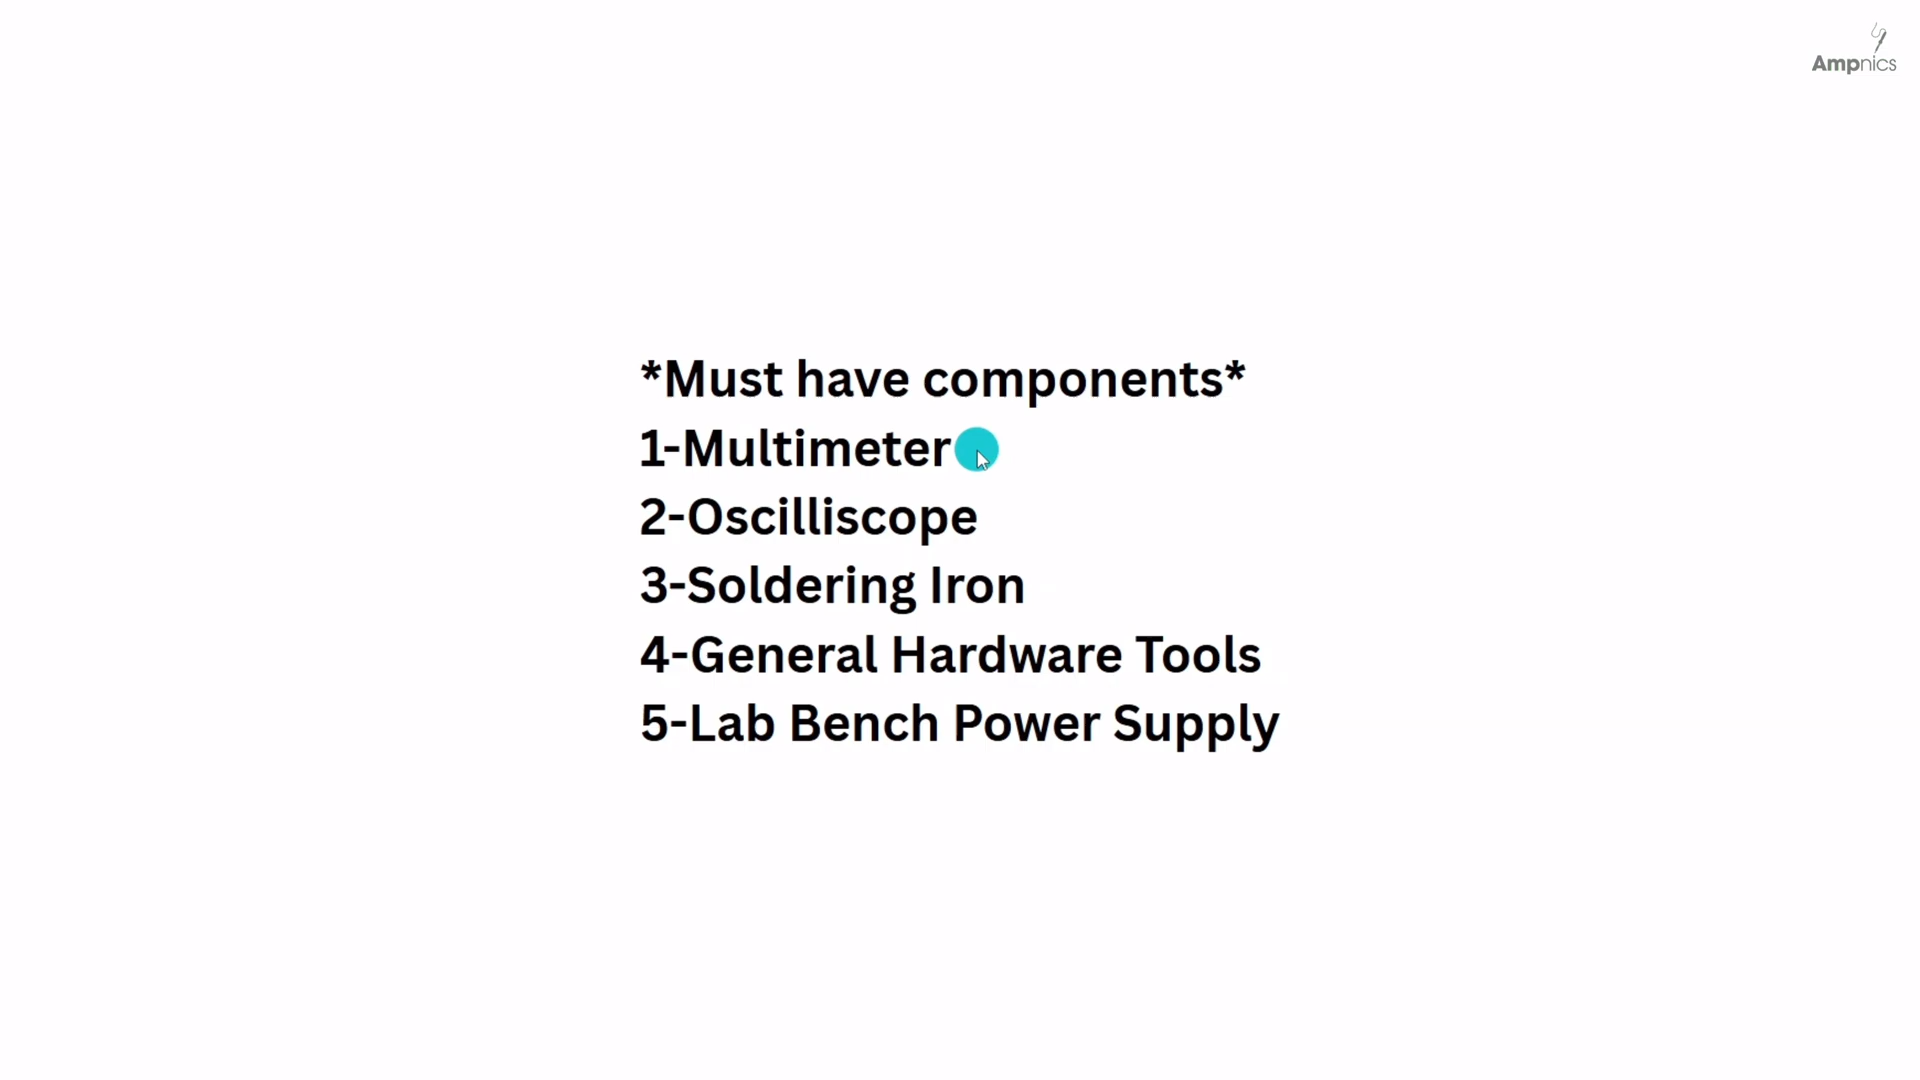 Ampnics
*Must have components*
1-Multimeter
2-Oscilliscope
3-Soldering Iron
4-General Hardware Tools
5-Lab Bench Power Supply